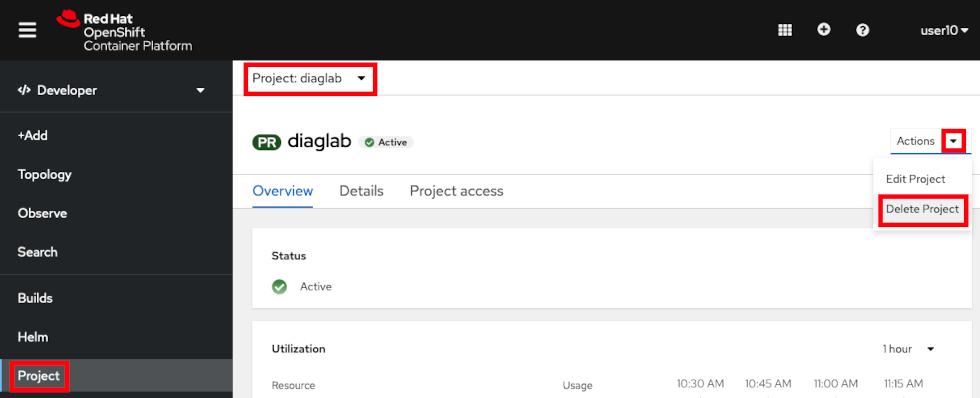 Red Hat
OpenShift
Container Platform
user10
Developer
+Add
Topology
Observe
Search
Builds
Helm
Project
Project: diaglab
PR diaglab Active
Actions
Edit Project
Delete Project
Overview Details Project access
Status
Active
Utilization 1 hour
Resource Usage 10:30 AM 10:45 AM 11:00 AM 11:15 AM